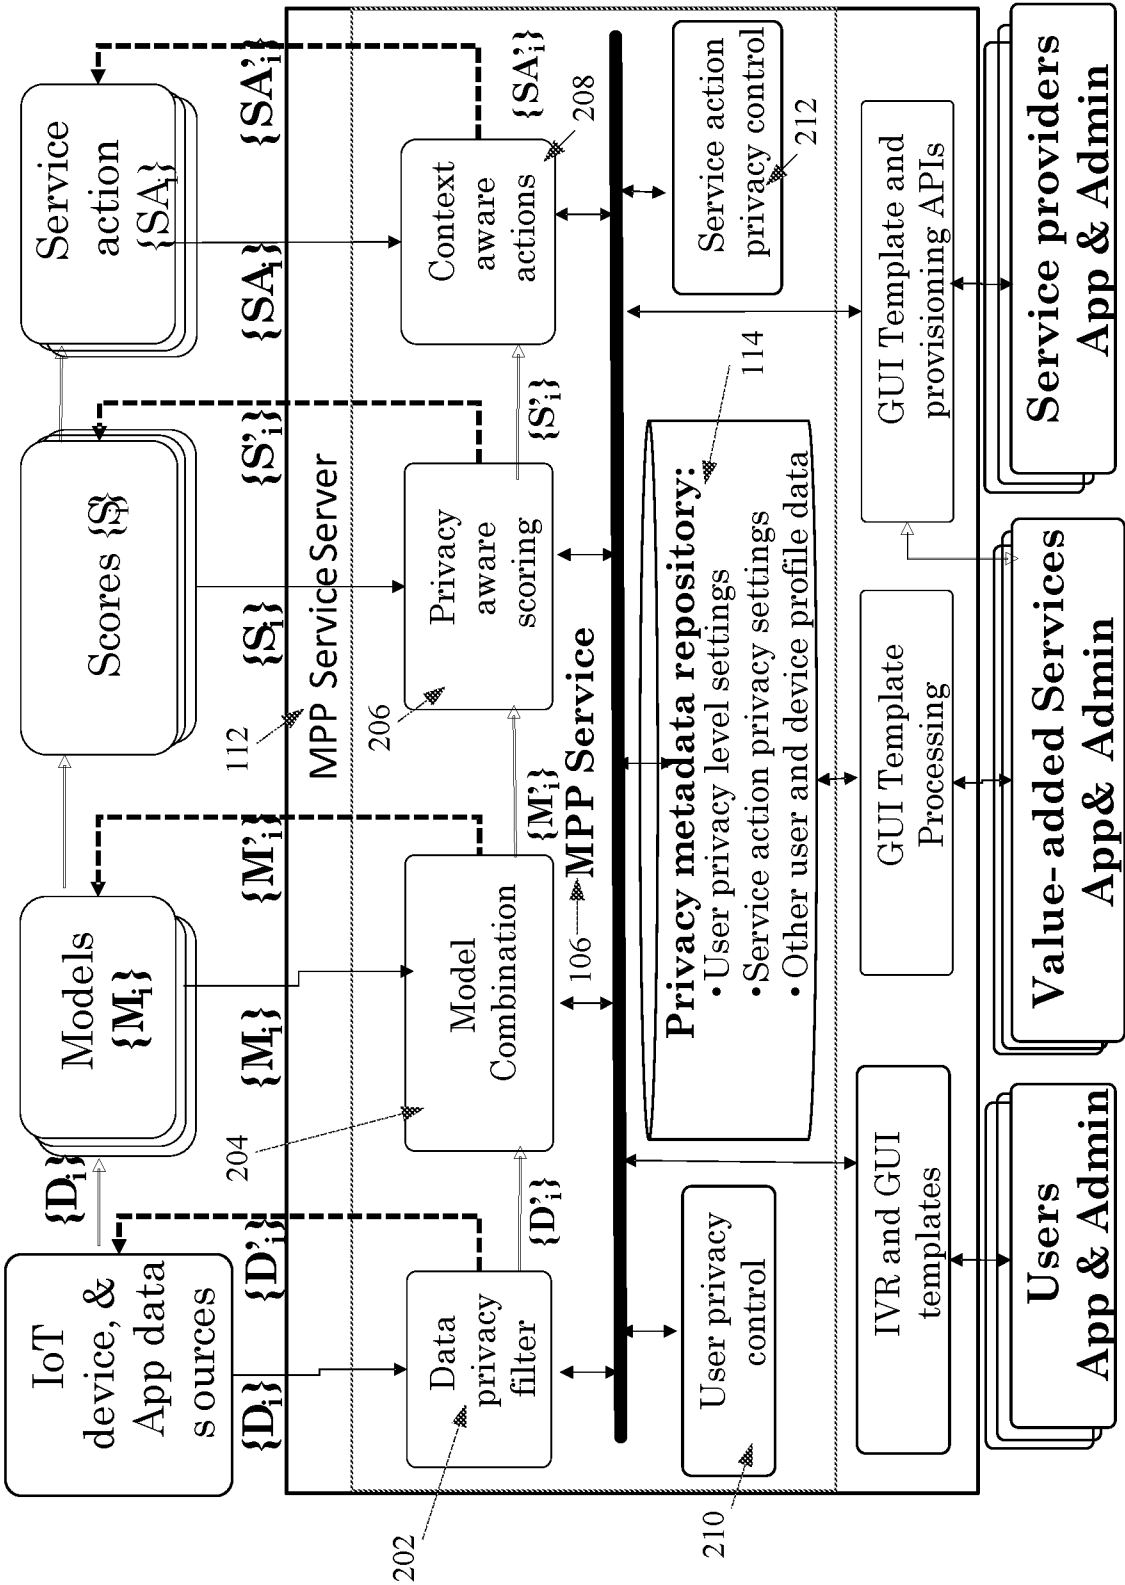 IoT
device, &
App data
sources
{Di}
Models
{Mi}
Scores {Si}
Service
action
{SAi}
{Di}
{D'i}
{Mi}
{M'i}
{Si}
{S'i}
{SAi}
{SA'i}
112
MPP Service Server
202
Data
privacy
filter
{D'i}
204
Model
Combination
{M'i}
206
Privacy
aware
scoring
{S'i}
Context
aware
actions
208
{SA'i}
106
MPP Service
210
User privacy
control
Privacy metadata repository:
• User privacy level settings
• Service action privacy settings
• Other user and device profile data
114
Service action
privacy control
212
IVR and GUI
templates
GUI Template
Processing
GUI Template and
provisioning APIs
Users
App & Admin
Value-added Services
App& Admin
Service providers
App & Admin